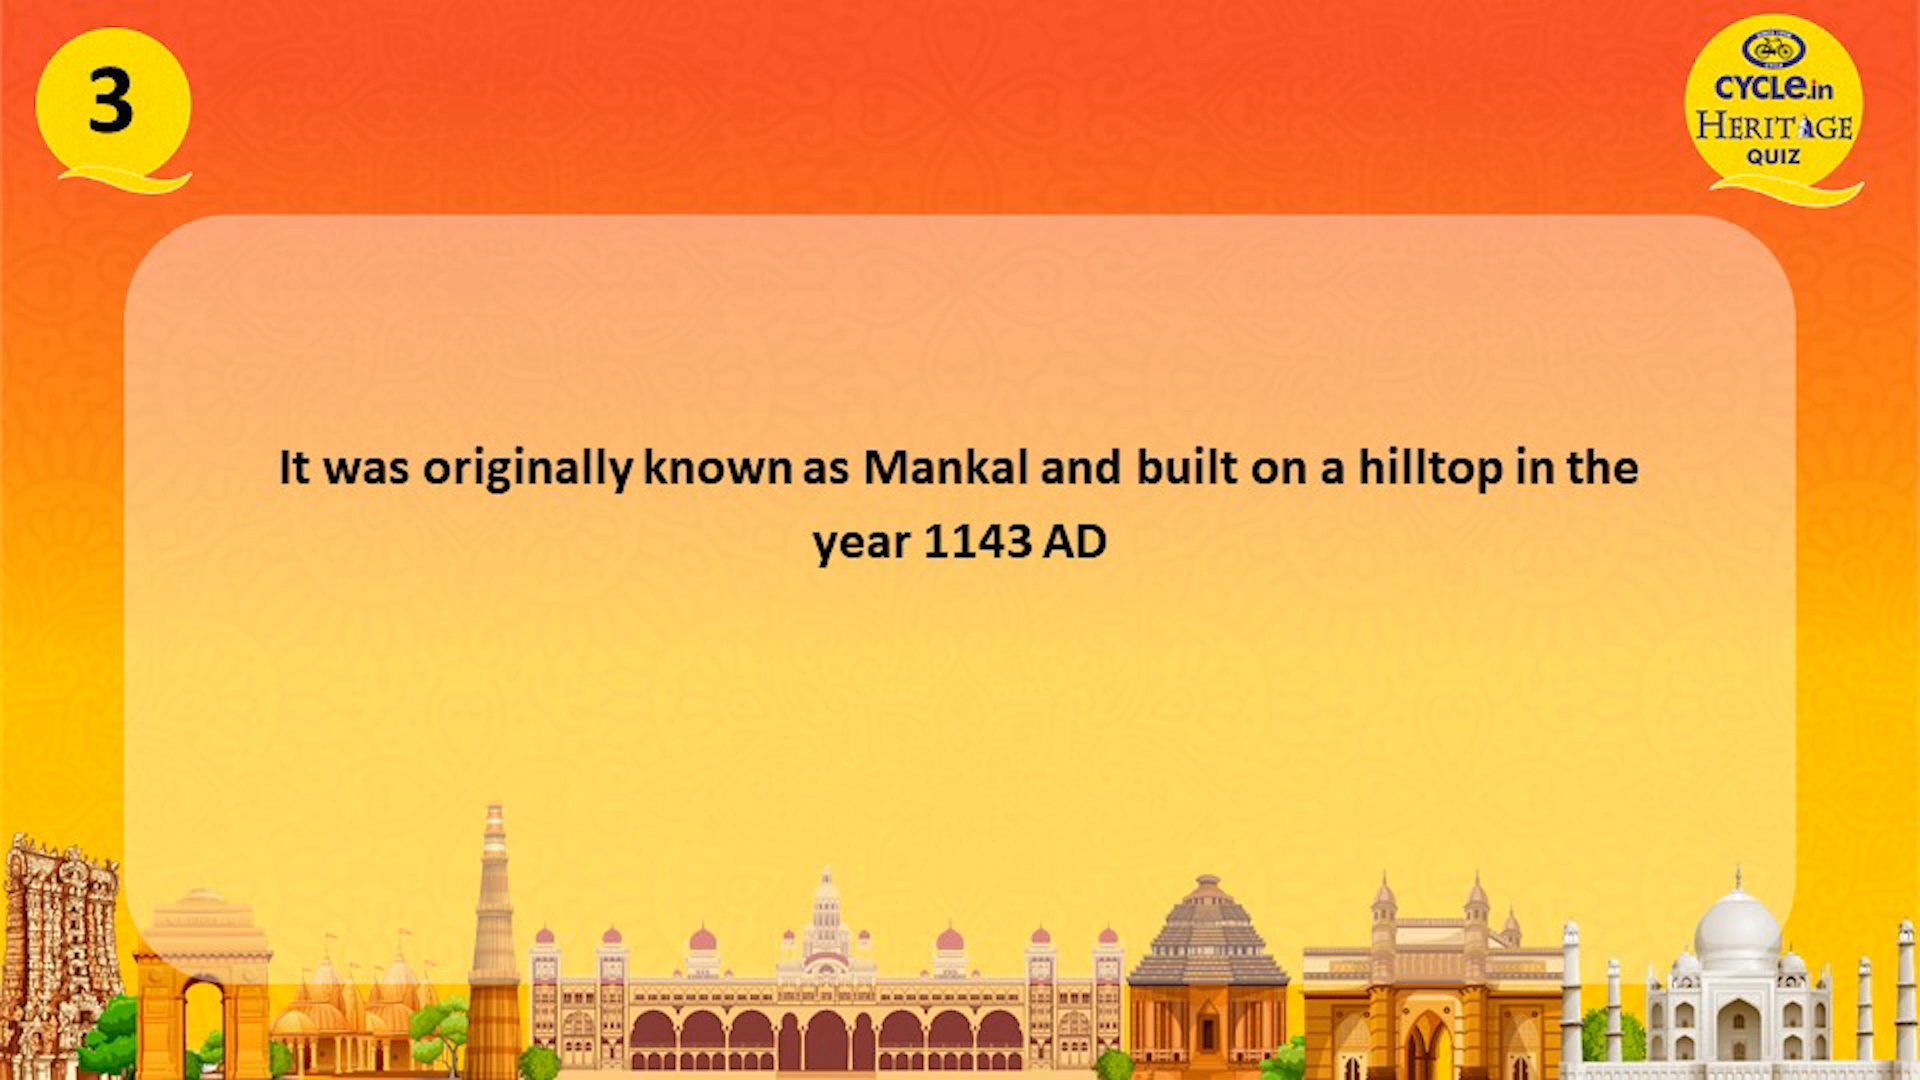 3
CYCLE.in
HERITAGE
QUIZ
It was originally known as Mankal and built on a hilltop in the
year 1143 AD